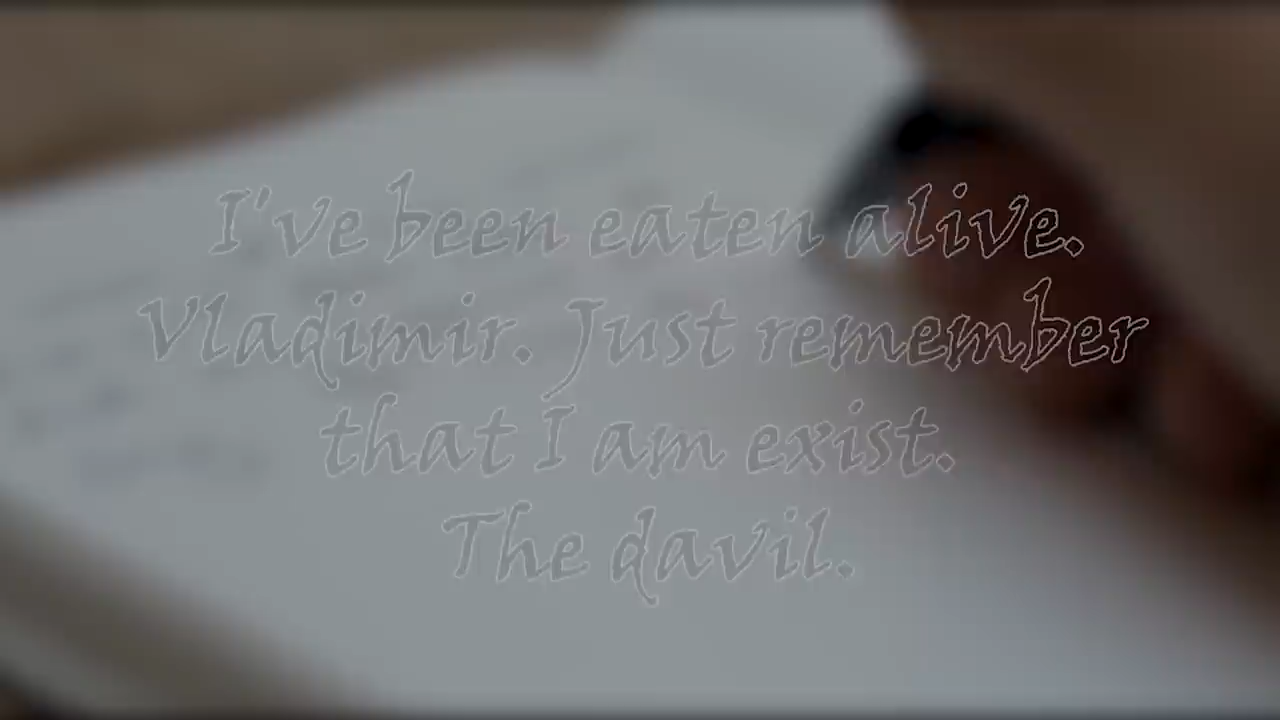 I've been eaten alive.
Vladimir. Just remember
that I am exist.
The davil.